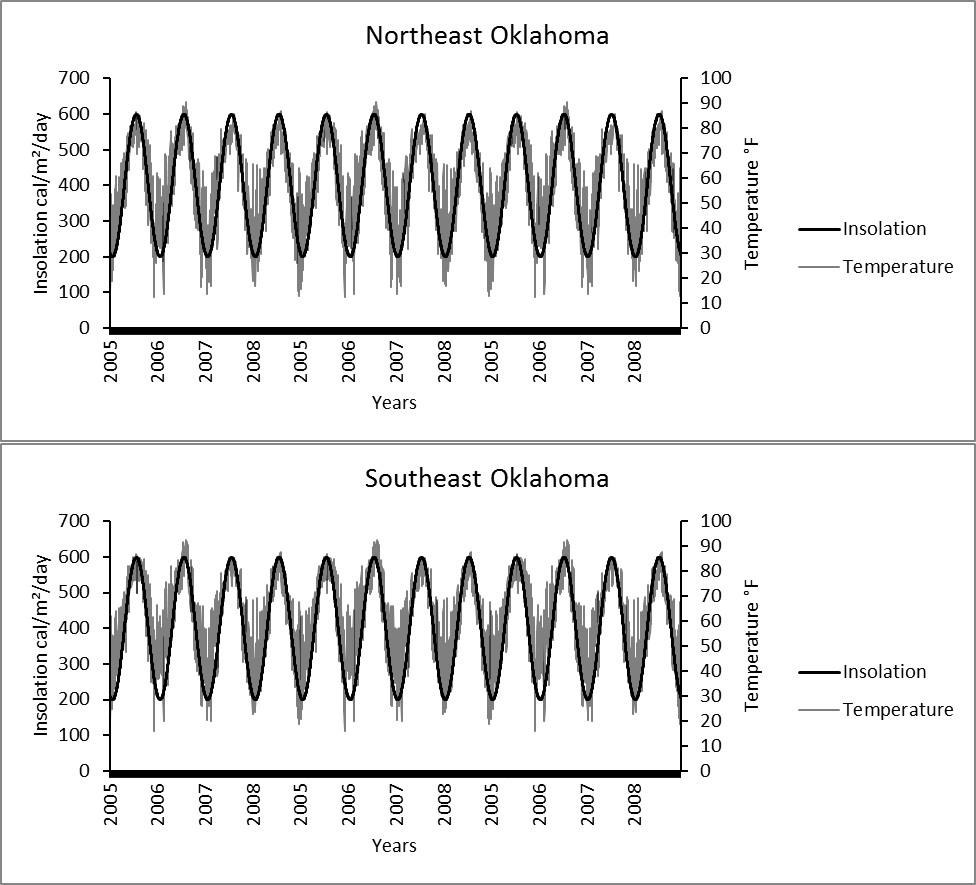 Northeast Oklahoma
Insolation cal/m²/day
700
600
500
400
300
200
100
0
100
90
80
70
60
50
40
30
20
10
0
Temperature °F
2005 2006 2007 2008 2005 2006 2007 2008 2005 2006 2007 2008
Years
Insolation
Temperature
Southeast Oklahoma
Insolation cal/m²/day
700
600
500
400
300
200
100
0
100
90
80
70
60
50
40
30
20
10
0
Temperature °F
2005 2006 2007 2008 2005 2006 2007 2008 2005 2006 2007 2008
Years
Insolation
Temperature